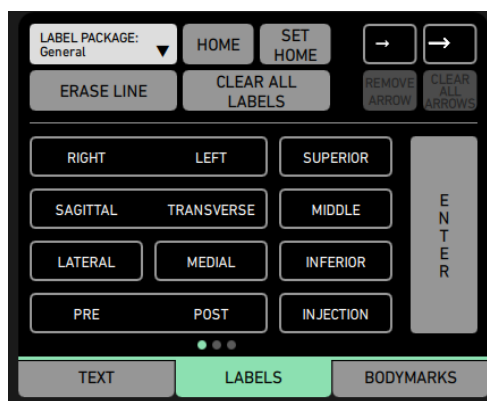 LABEL PACKAGE:
General ▼
HOME
SET
HOME
→
→
ERASE LINE
CLEAR ALL
LABELS
REMOVE
ARROW
CLEAR
ALL
ARROWS
RIGHT LEFT
SUPERIOR
SAGITTAL TRANSVERSE
MIDDLE
LATERAL
MEDIAL
INFERIOR
PRE POST
INJECTION
E
N
T
E
R
TEXT
LABELS
BODYMARKS